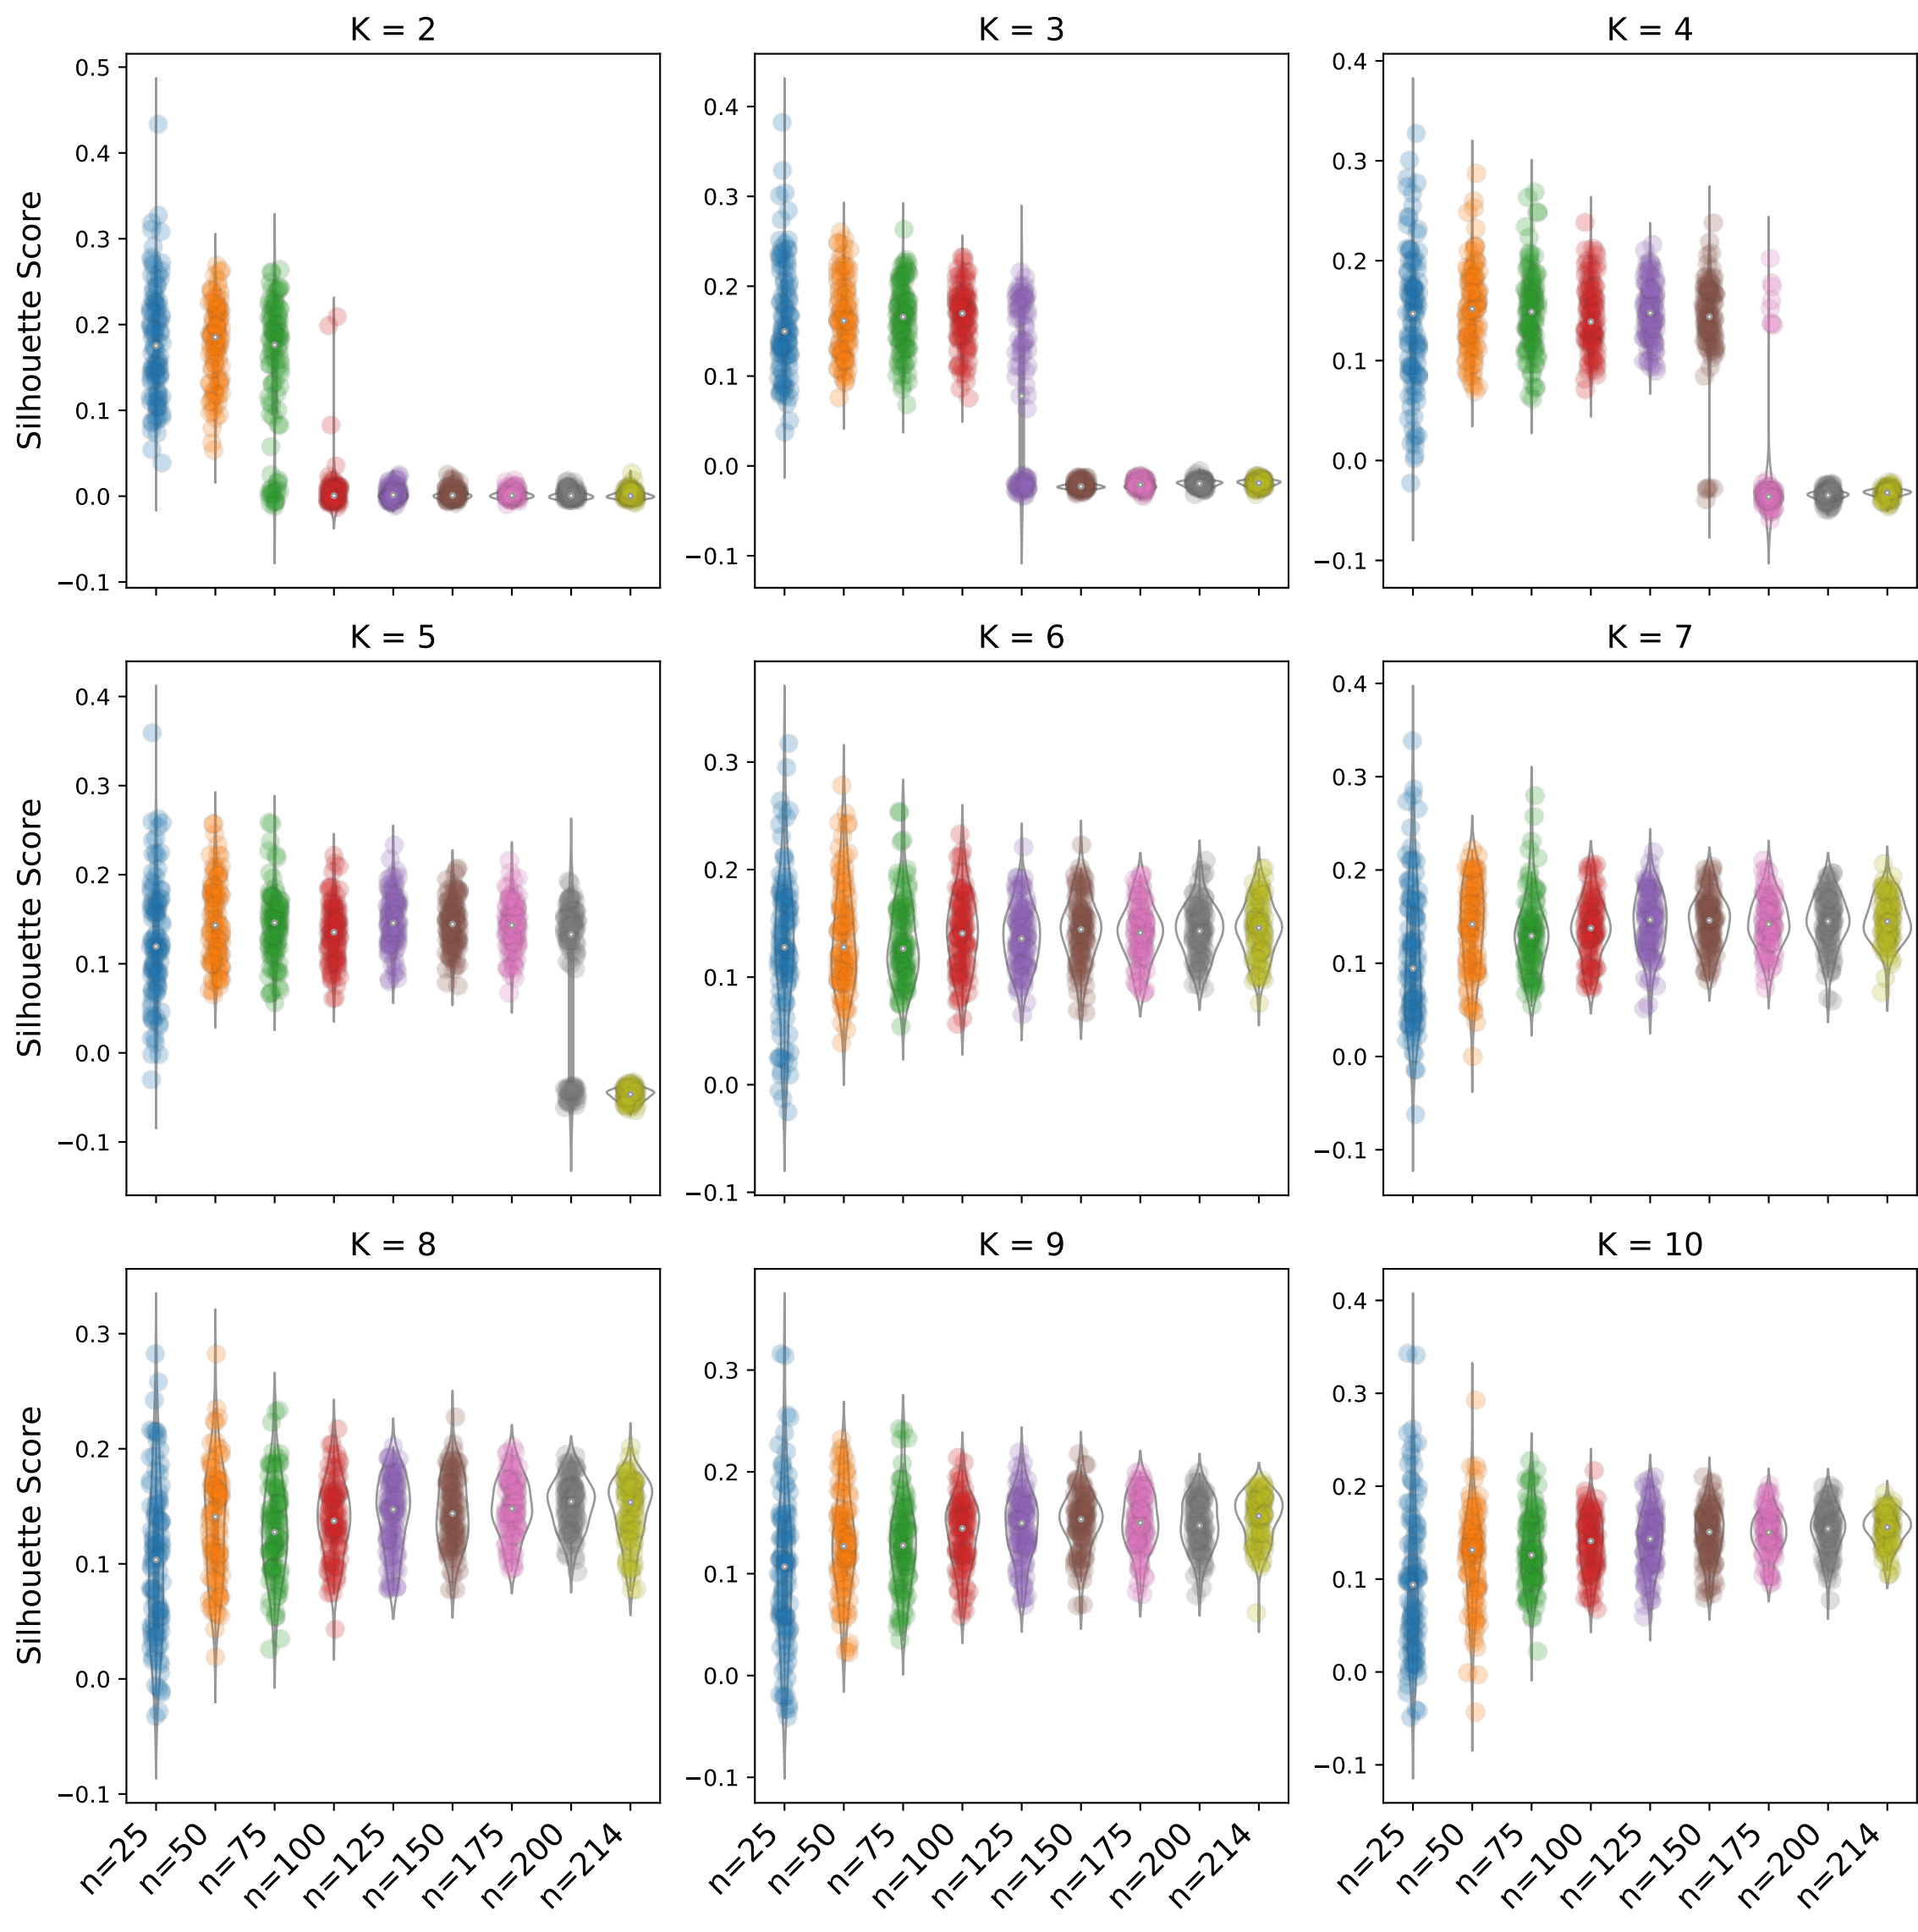 K = 2
K = 3
K = 4
Silhouette Score
0.5
0.4
0.3
0.2
0.1
0.0
−0.1
0.4
0.3
0.2
0.1
0.0
−0.1
0.4
0.3
0.2
0.1
0.0
−0.1
K = 5
K = 6
K = 7
Silhouette Score
0.4
0.3
0.2
0.1
0.0
−0.1
0.3
0.2
0.1
0.0
−0.1
0.4
0.3
0.2
0.1
0.0
−0.1
K = 8
K = 9
K = 10
Silhouette Score
0.3
0.2
0.1
0.0
−0.1
0.3
0.2
0.1
0.0
−0.1
0.4
0.3
0.2
0.1
0.0
−0.1
n=25
n=50
n=75
n=100
n=125
n=150
n=175
n=200
n=214
n=25
n=50
n=75
n=100
n=125
n=150
n=175
n=200
n=214
n=25
n=50
n=75
n=100
n=125
n=150
n=175
n=200
n=214